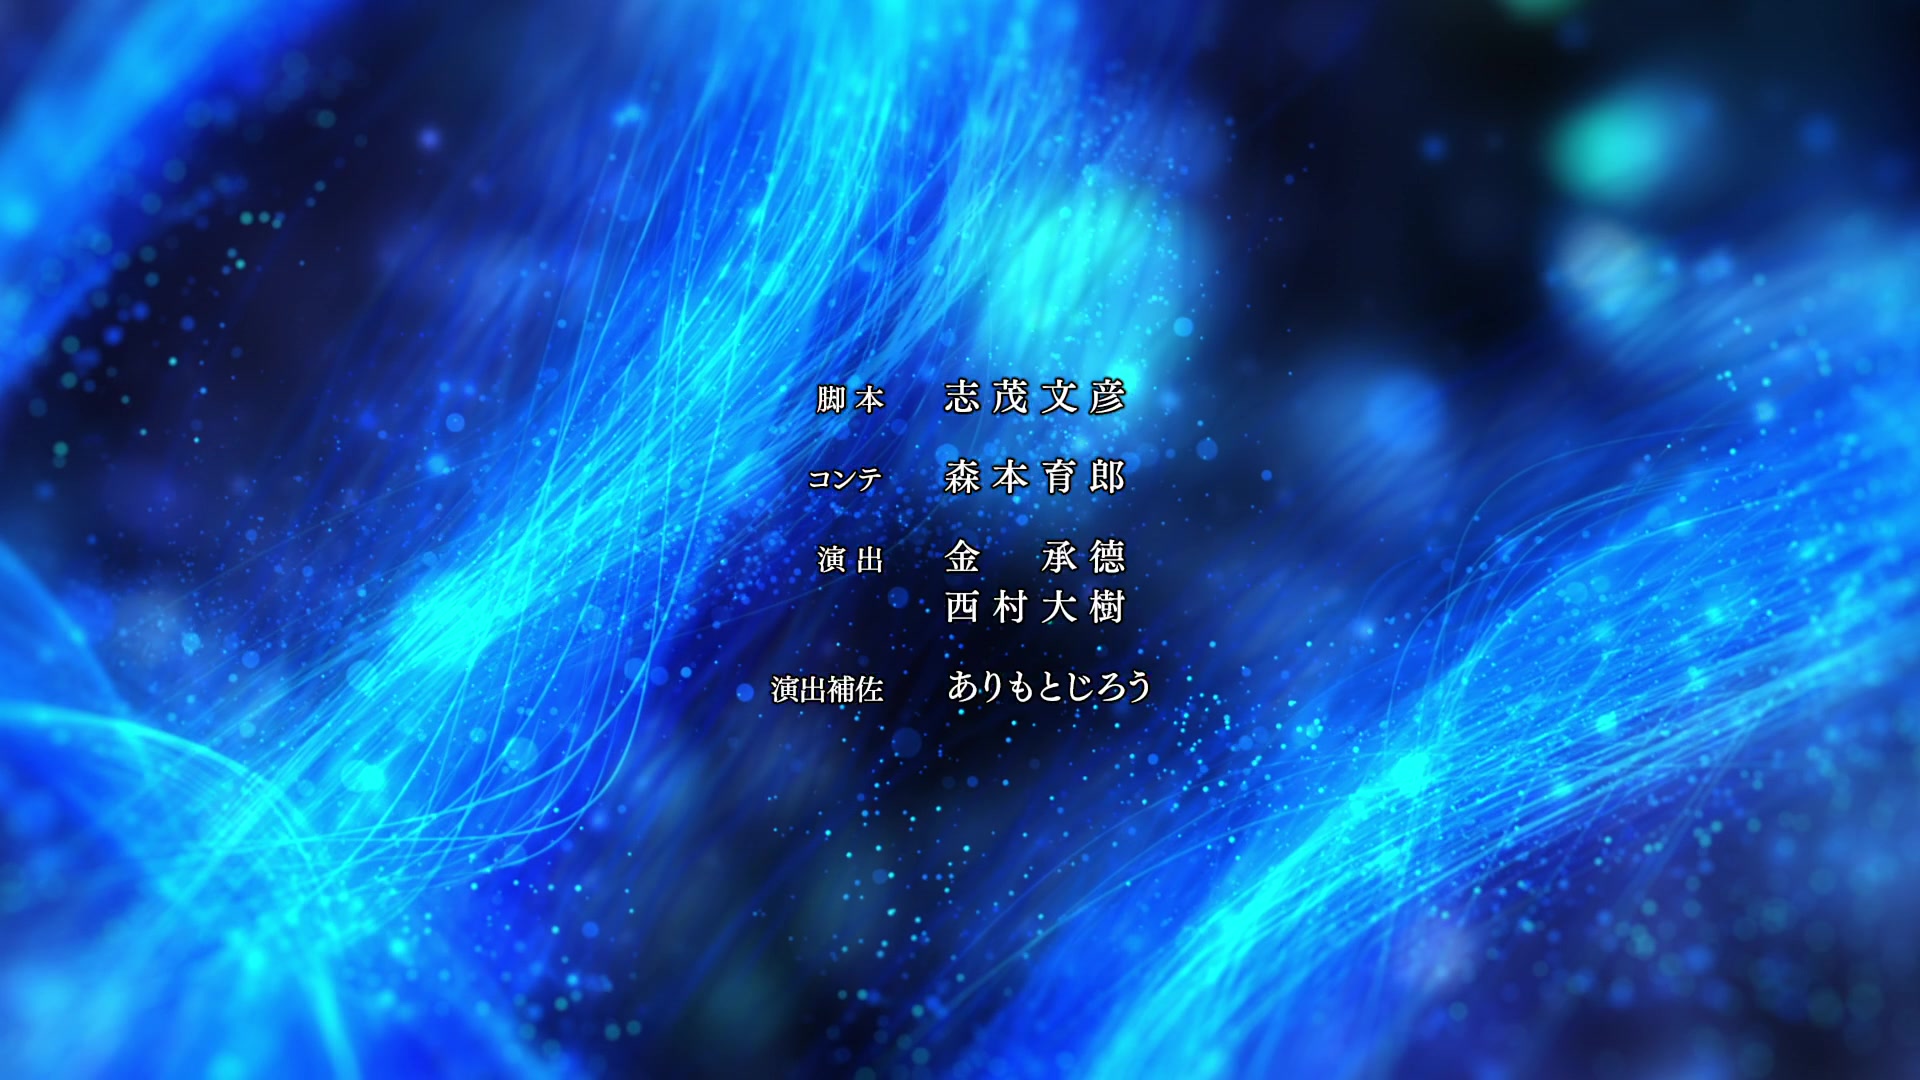 脚本 志茂文彦
コンテ 森本育郎
演出 金 承徳
西村大樹
演出補佐 ありもとじろう